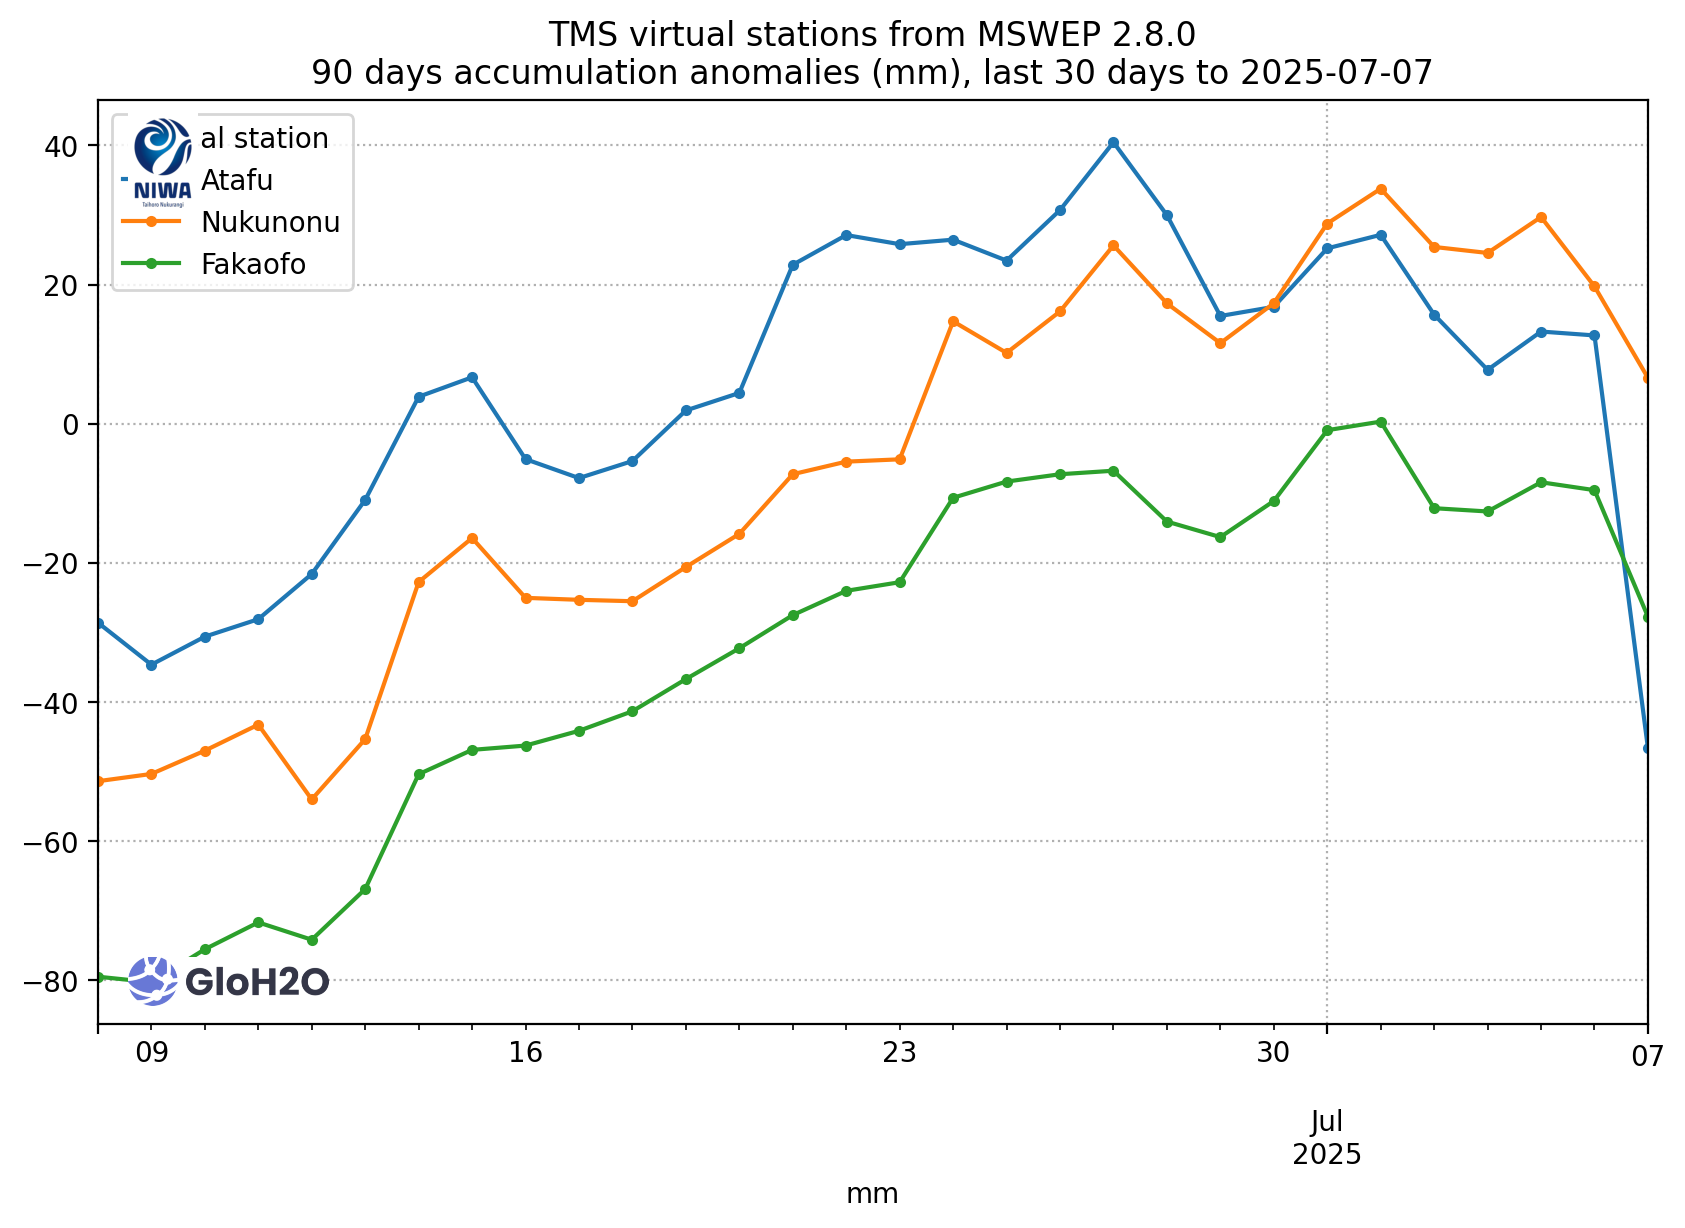 TMS virtual stations from MSWEP 2.8.0
90 days accumulation anomalies (mm), last 30 days to 2025-07-07
al station
Atafu
Nukunonu
Fakaofo
NIWA
Taihoro Nukurangi
40
20
0
−20
−40
−60
−80
GloH2O
09
16
23
30
07
Jul
2025
mm